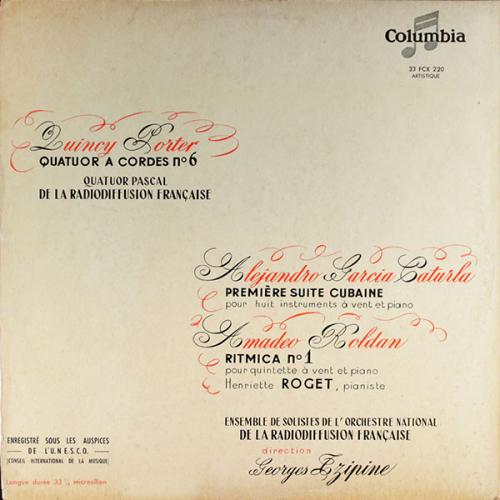 Columbia
33 FCX 220
ARTISTIQUE
Quincy Porter
QUATUOR A CORDES nº6
QUATUOR PASCAL
DE LA RADIODIFFUSION FRANÇAISE
Alejandro Garcia Caturla
PREMIÈRE SUITE CUBAINE
pour huit instruments à vent et piano
Amadeo Roldan
RITMICA nº1
pour quintette à vent et piano
Henriette ROGET, pianiste
ENSEMBLE DE SOLISTES DE L'ORCHESTRE NATIONAL
DE LA RADIODIFFUSION FRANÇAISE
direction
Georges Tzipine
ENREGISTRÉ SOUS LES AUSPICES
DE L'U.N.E.S.C.O.
(CONSEIL INTERNATIONAL DE LA MUSIQUE)
Longue durée 33 ⅓, microsillon